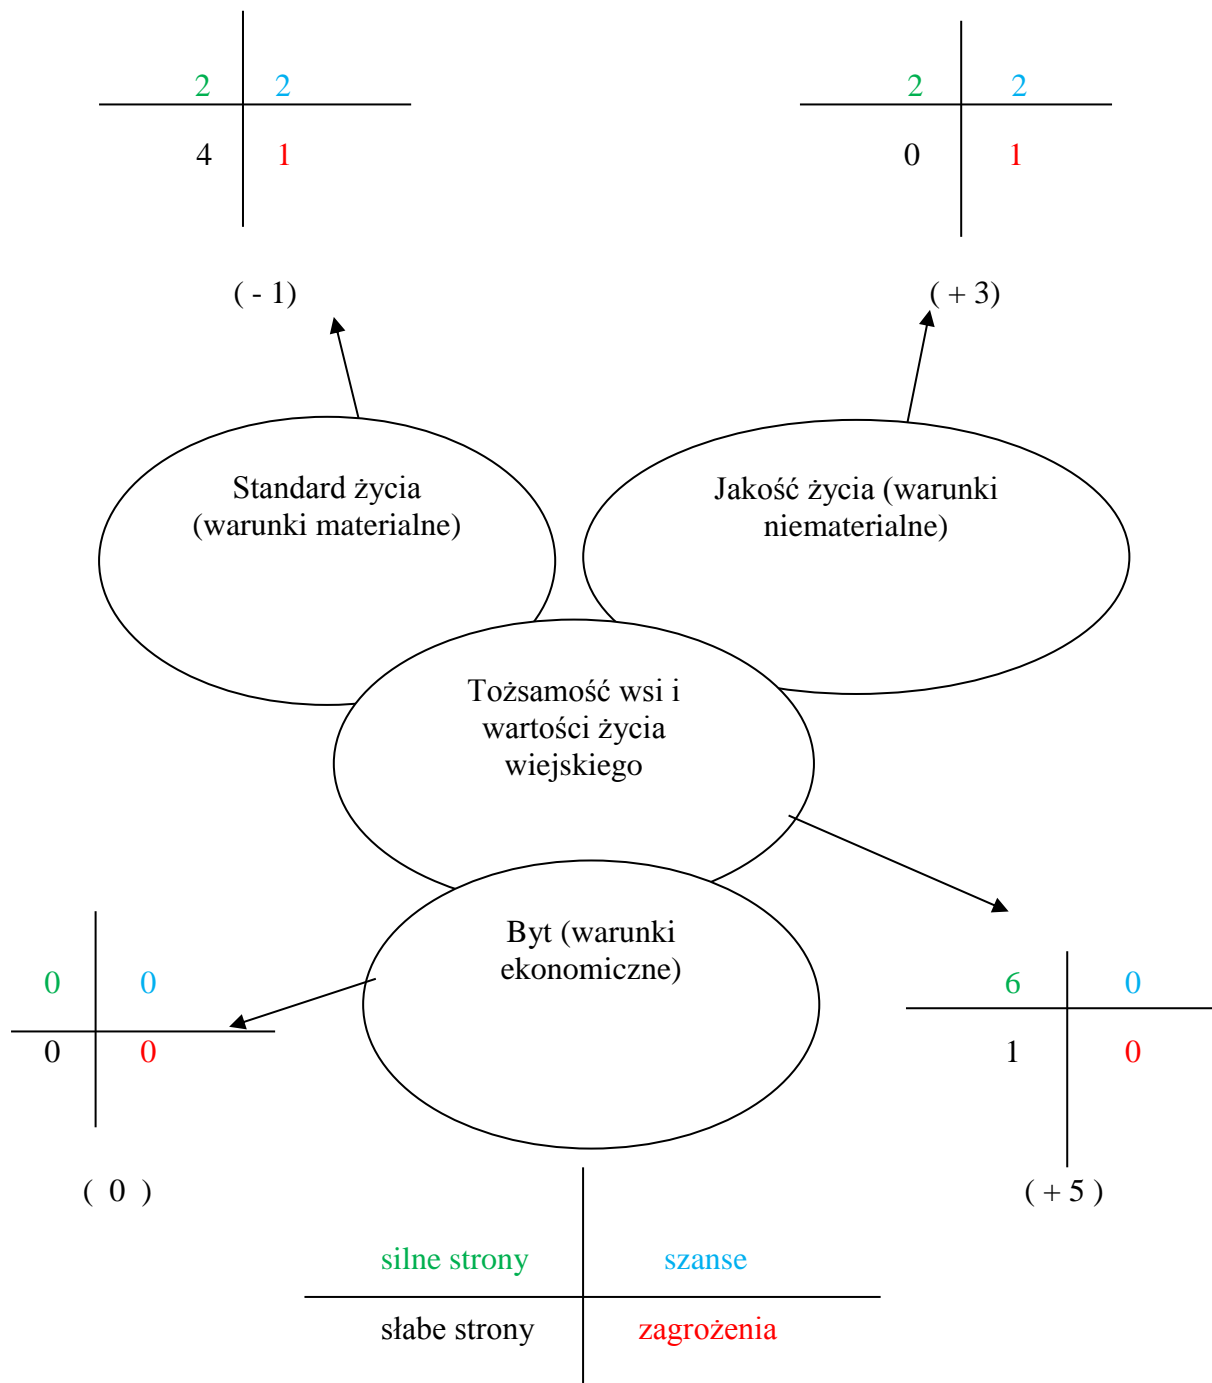 2 2
4 1
( - 1)
2 2
0 1
( + 3)
Standard życia
(warunki materialne)
Jakość życia (warunki
niematerialne)
Tożsamość wsi i
wartości życia
wiejskiego
Byt (warunki
ekonomiczne)
0 0
0 0
( 0 )
6 0
1 0
( + 5 )
silne strony szanse
słabe strony zagrożenia